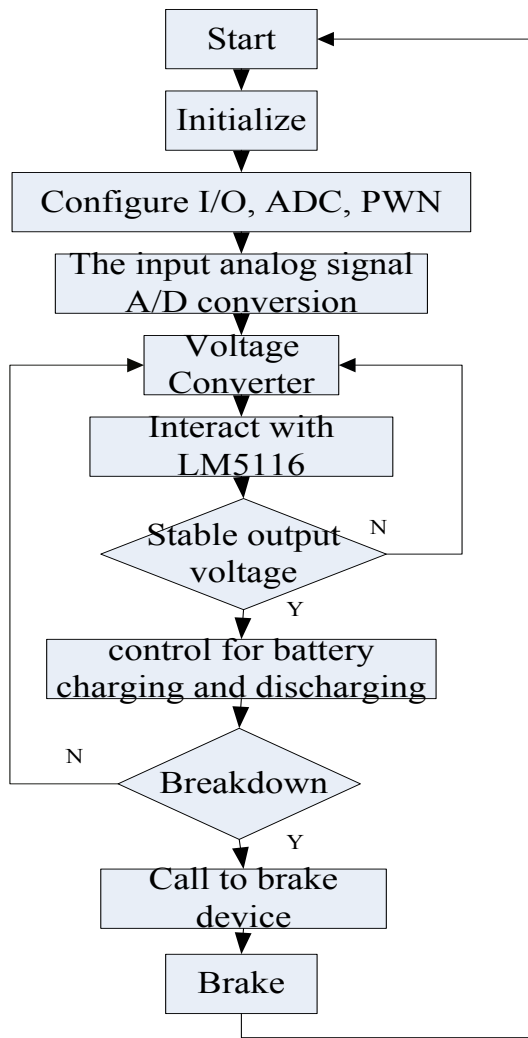 Start
Initialize
Configure I/O, ADC, PWN
The input analog signal
A/D conversion
Voltage
Converter
Interact with
LM5116
Stable output
voltage
N
Y
control for battery
charging and discharging
N
Breakdown
Y
Call to brake
device
Brake